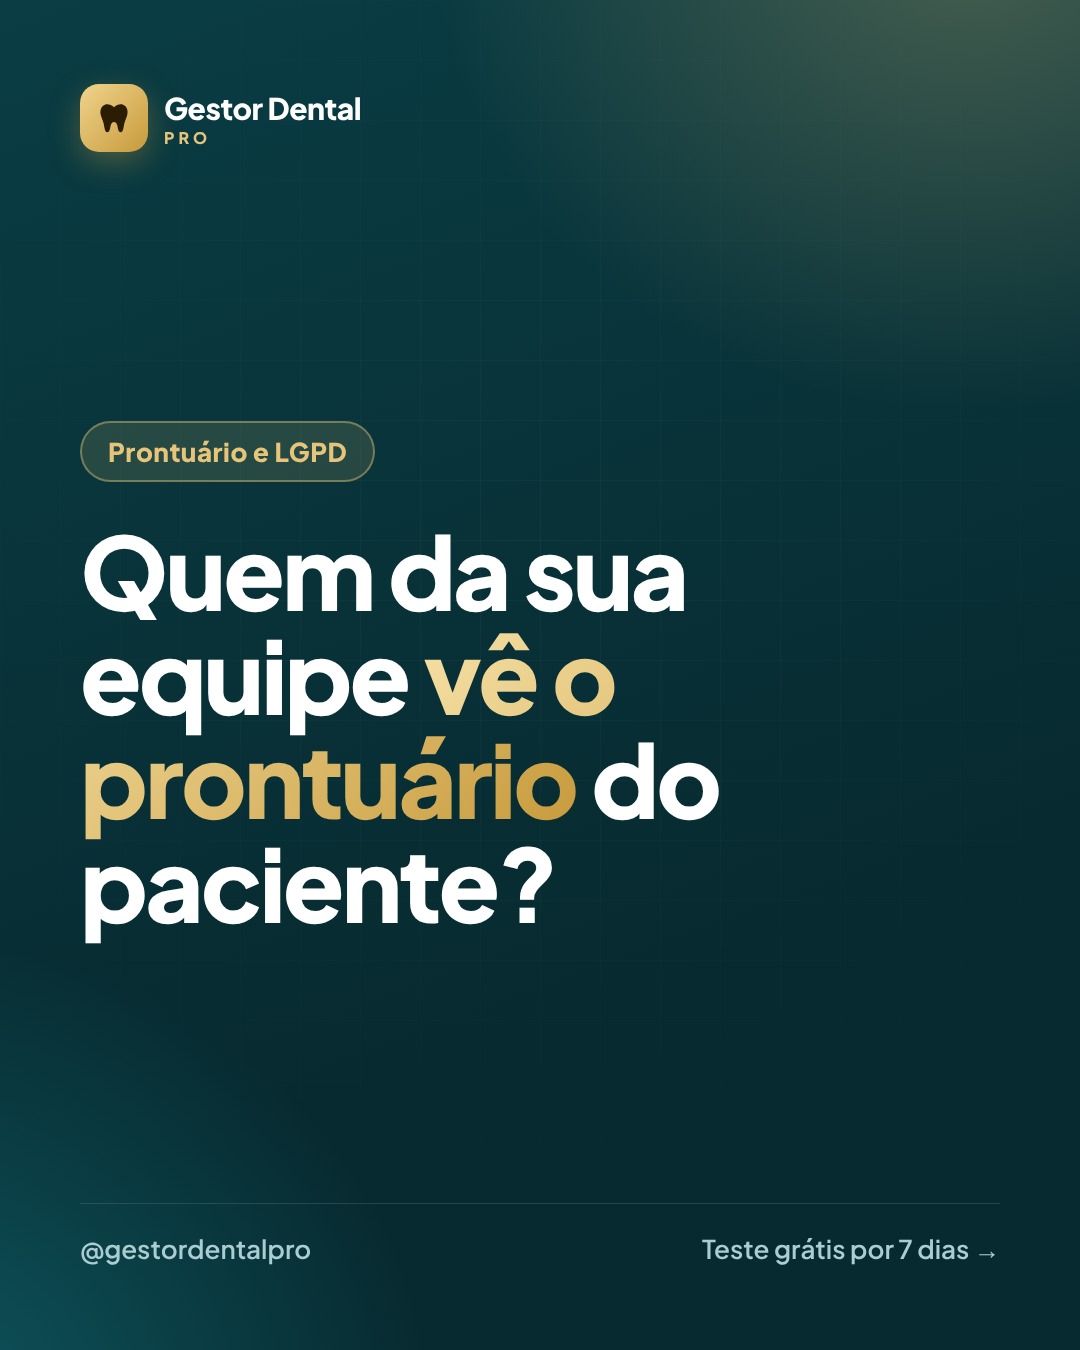 Gestor Dental
PRO
Prontuário e LGPD
Quem da sua
equipe vê o
prontuário do
paciente?
@gestordentalpro
Teste grátis por 7 dias →